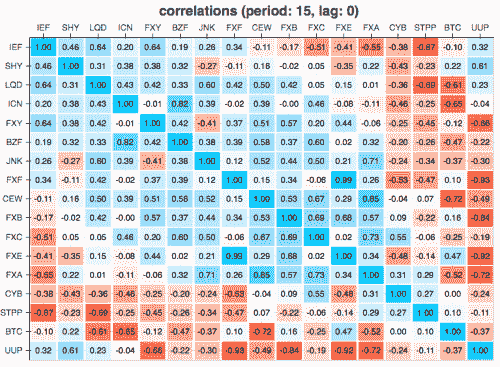 correlations (period: 15, lag: 0)
IEF SHY LQD ICN FXY BZF JNK FXF CEW FXB FXC FXE FXA CYB STPP BTC UUP
IEF 1.00 0.46 0.64 0.20 0.64 0.19 0.26 0.34 -0.11 -0.17 -0.51 -0.41 -0.38 -0.10 0.32
SHY 0.46 1.00 0.31 0.38 0.38 0.32 -0.27 -0.11 0.16 -0.02 0.05 -0.35 0.22 -0.43 -0.23 0.22 0.61
LQD 0.64 0.31 1.00 0.43 0.42 0.33 0.60 0.42 0.50 0.42 0.05 0.15 0.01 -0.36 -0.69 -0.61 0.23
ICN 0.20 0.38 0.43 1.00 -0.01 0.82 0.39 -0.02 0.39 -0.00 0.46 -0.08 -0.11 -0.46 -0.25 -0.65 -0.04
FXY 0.64 0.38 0.42 -0.01 1.00 0.42 -0.41 0.37 0.51 0.57 0.20 0.44 -0.06 -0.25 -0.45 -0.12
BZF 0.19 0.32 0.33 0.82 0.42 1.00 0.38 0.39 0.56 0.37 0.60 0.21 0.32 -0.20 -0.26 -0.47 -0.22
JNK 0.26 -0.27 0.60 0.39 -0.41 0.38 1.00 0.12 0.52 0.44 0.50 0.21 0.71 -0.24 -0.34 -0.37 -0.30
FXF 0.34 -0.11 0.42 -0.02 0.37 0.39 0.12 1.00 0.15 0.34 -0.06 0.99 0.26 -0.53 -0.47 0.10 -0.93
CEW -0.11 0.16 0.50 0.39 0.51 0.56 0.52 0.15 1.00 0.53 0.67 0.29 0.85 -0.04 0.07 -0.72 -0.49
FXB -0.17 -0.02 0.42 -0.00 0.57 0.37 0.44 0.34 0.53 1.00 0.69 0.68 0.57 0.09 -0.22 0.16 -0.84
FXC -0.51 0.05 0.05 0.46 0.20 0.60 0.50 -0.06 0.67 0.69 1.00 0.02 0.73 0.55 -0.06 -0.25 -0.19
FXE -0.41 -0.35 0.15 -0.08 0.44 0.21 0.21 0.99 0.29 0.68 0.02 1.00 0.31 -0.48 -0.14 0.47 -0.92
FXA 0.22 0.01 -0.11 -0.06 0.32 0.71 0.26 0.85 0.57 0.73 0.31 1.00 0.31 0.28 -0.52 -0.72
CYB -0.38 -0.43 -0.36 -0.46 -0.25 -0.20 -0.24 -0.53 -0.04 0.09 0.55 -0.48 0.31 1.00 0.27 0.00 -0.24
STPP -0.23 -0.69 -0.25 -0.45 -0.26 -0.34 -0.47 0.07 -0.22 -0.06 -0.14 0.28 0.27 1.00 0.10 -0.11
BTC -0.10 0.22 -0.61 -0.65 -0.12 -0.47 -0.37 0.10 -0.72 0.16 -0.25 0.47 -0.52 0.00 0.10 1.00 -0.37
UUP 0.32 0.61 0.23 -0.04 -0.22 -0.30 -0.93 -0.49 -0.84 -0.19 -0.92 -0.72 -0.24 -0.11 -0.37 1.00